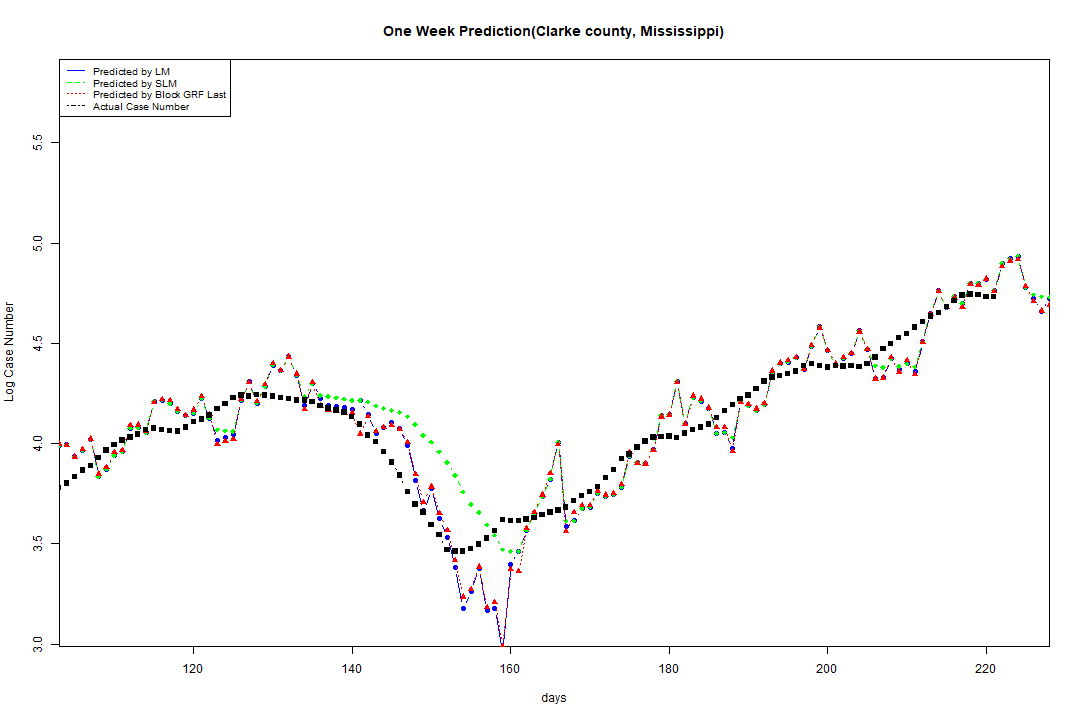 One Week Prediction(Clarke county, Mississippi)
Predicted by LM
Predicted by SLM
Predicted by Block GRF Last
Actual Case Number
5.5
5.0
4.5
4.0
3.5
3.0
Log Case Number
120 140 160 180 200 220
days